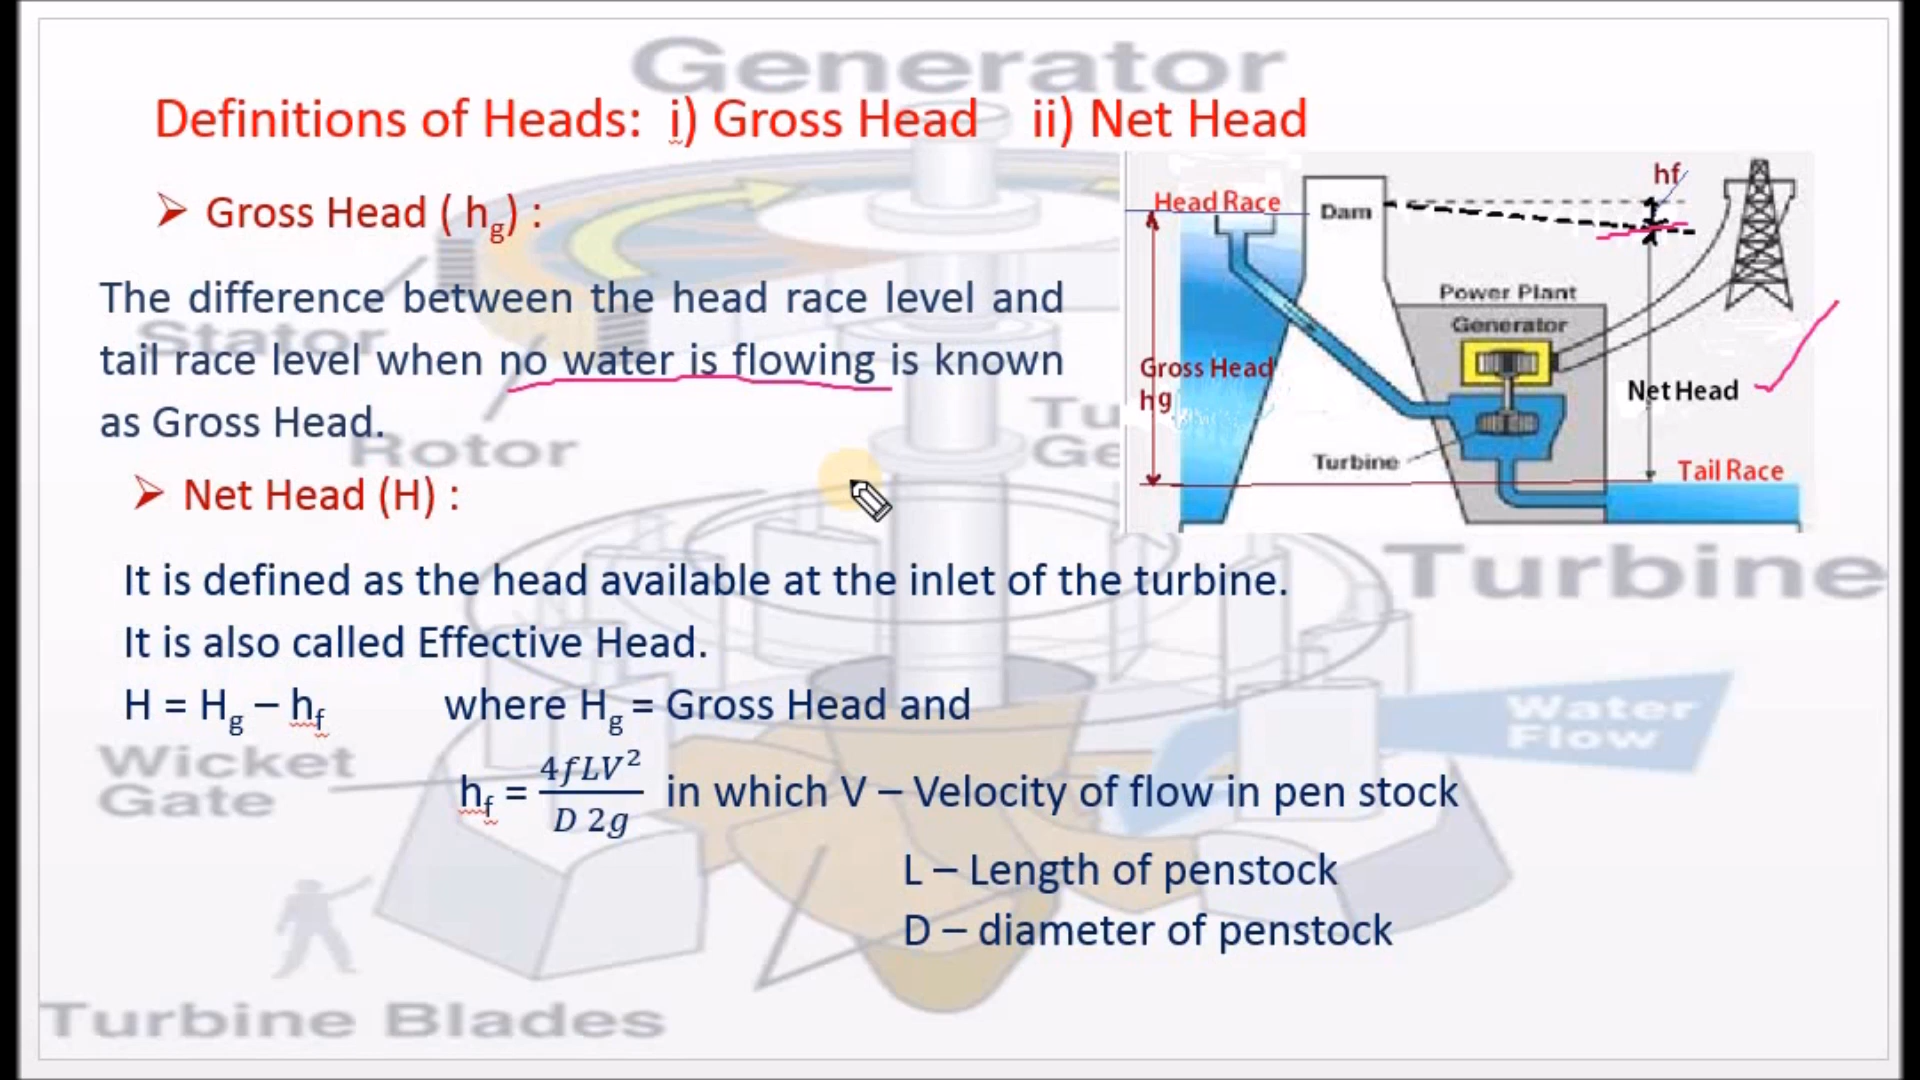 Generator
Definitions of Heads: i) Gross Head ii) Net Head
➢ Gross Head ( hg) :
The difference between the head race level and
tail race level when no water is flowing is known
as Gross Head.
Stator
Rotor
➢ Net Head (H) :
It is defined as the head available at the inlet of the turbine.
It is also called Effective Head.
H = Hg – hf where Hg = Gross Head and
hf = 4fLV² / D 2g in which V – Velocity of flow in pen stock
L – Length of penstock
D – diameter of penstock
Head Race
Dam
hf
Power Plant
Generator
Gross Head
hg
Net Head
Turbine
Tail Race
Turbine
Water
Flow
Wicket
Gate
Turbine Blades